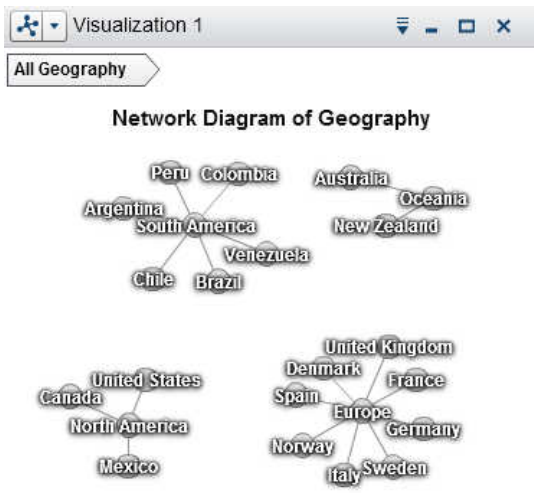 Visualization 1
All Geography
Network Diagram of Geography
Peru Colombia
Australia
Argentina
Oceania
South America
New Zealand
Venezuela
Chile Brazil
United Kingdom
Denmark
United States
France
Canada
Spain
Europe
North America
Germany
Norway
Mexico
Italy Sweden